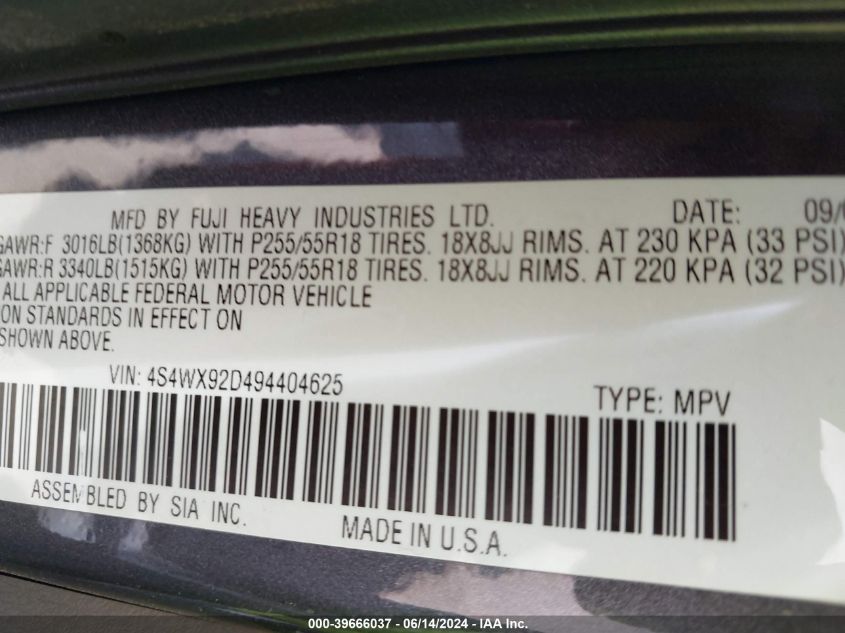 MFD BY FUJI HEAVY INDUSTRIES LTD. DATE: 09/
GAWR:F 3016LB(1368KG) WITH P255/55R18 TIRES. 18X8JJ RIMS. AT 230 KPA (33 PSI)
GAWR:R 3340LB(1515KG) WITH P255/55R18 TIRES. 18X8JJ RIMS. AT 220 KPA (32 PSI)
ALL APPLICABLE FEDERAL MOTOR VEHICLE
ON STANDARDS IN EFFECT ON
SHOWN ABOVE.
VIN: 4S4WX92D494404625
TYPE: MPV
ASSEMBLED BY SIA INC.
MADE IN U.S.A.
000-39666037 - 06/14/2024 - IAA Inc.